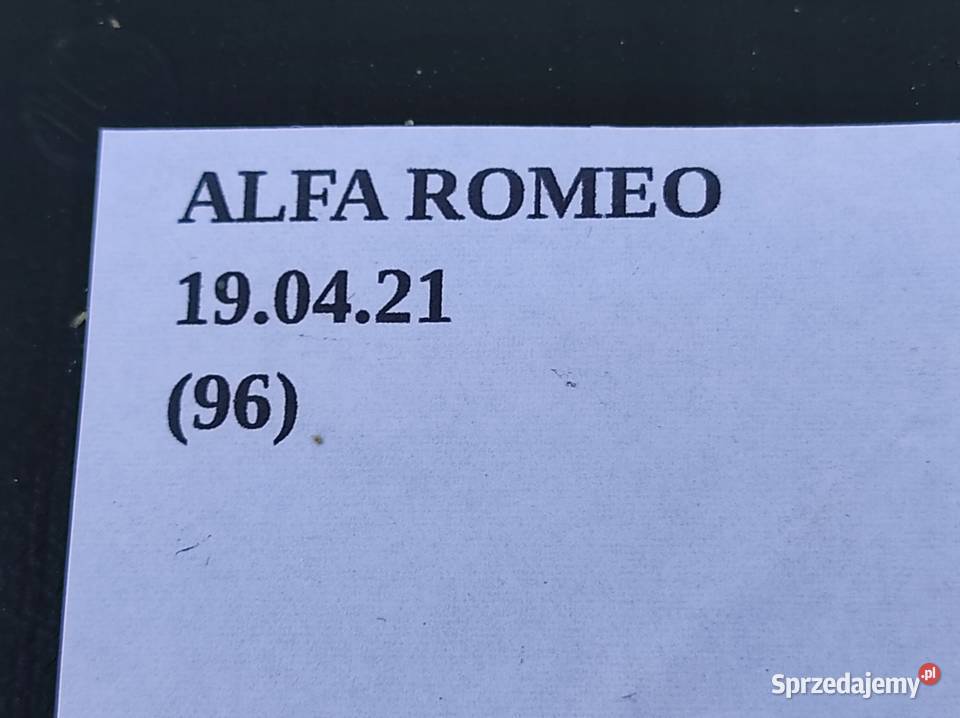 ALFA ROMEO
19.04.21
(96)
Sprzedajemy.pl